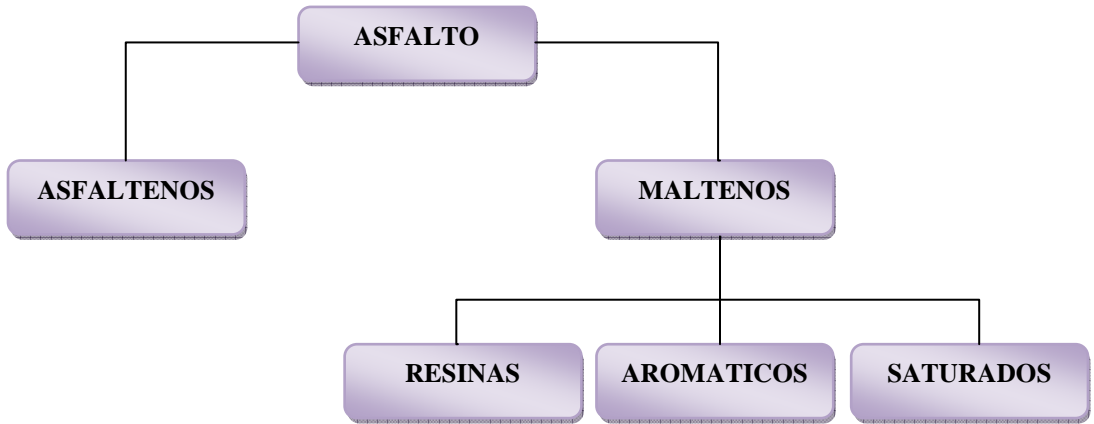 ASFALTO
ASFALTENOS
MALTENOS
RESINAS
AROMATICOS
SATURADOS